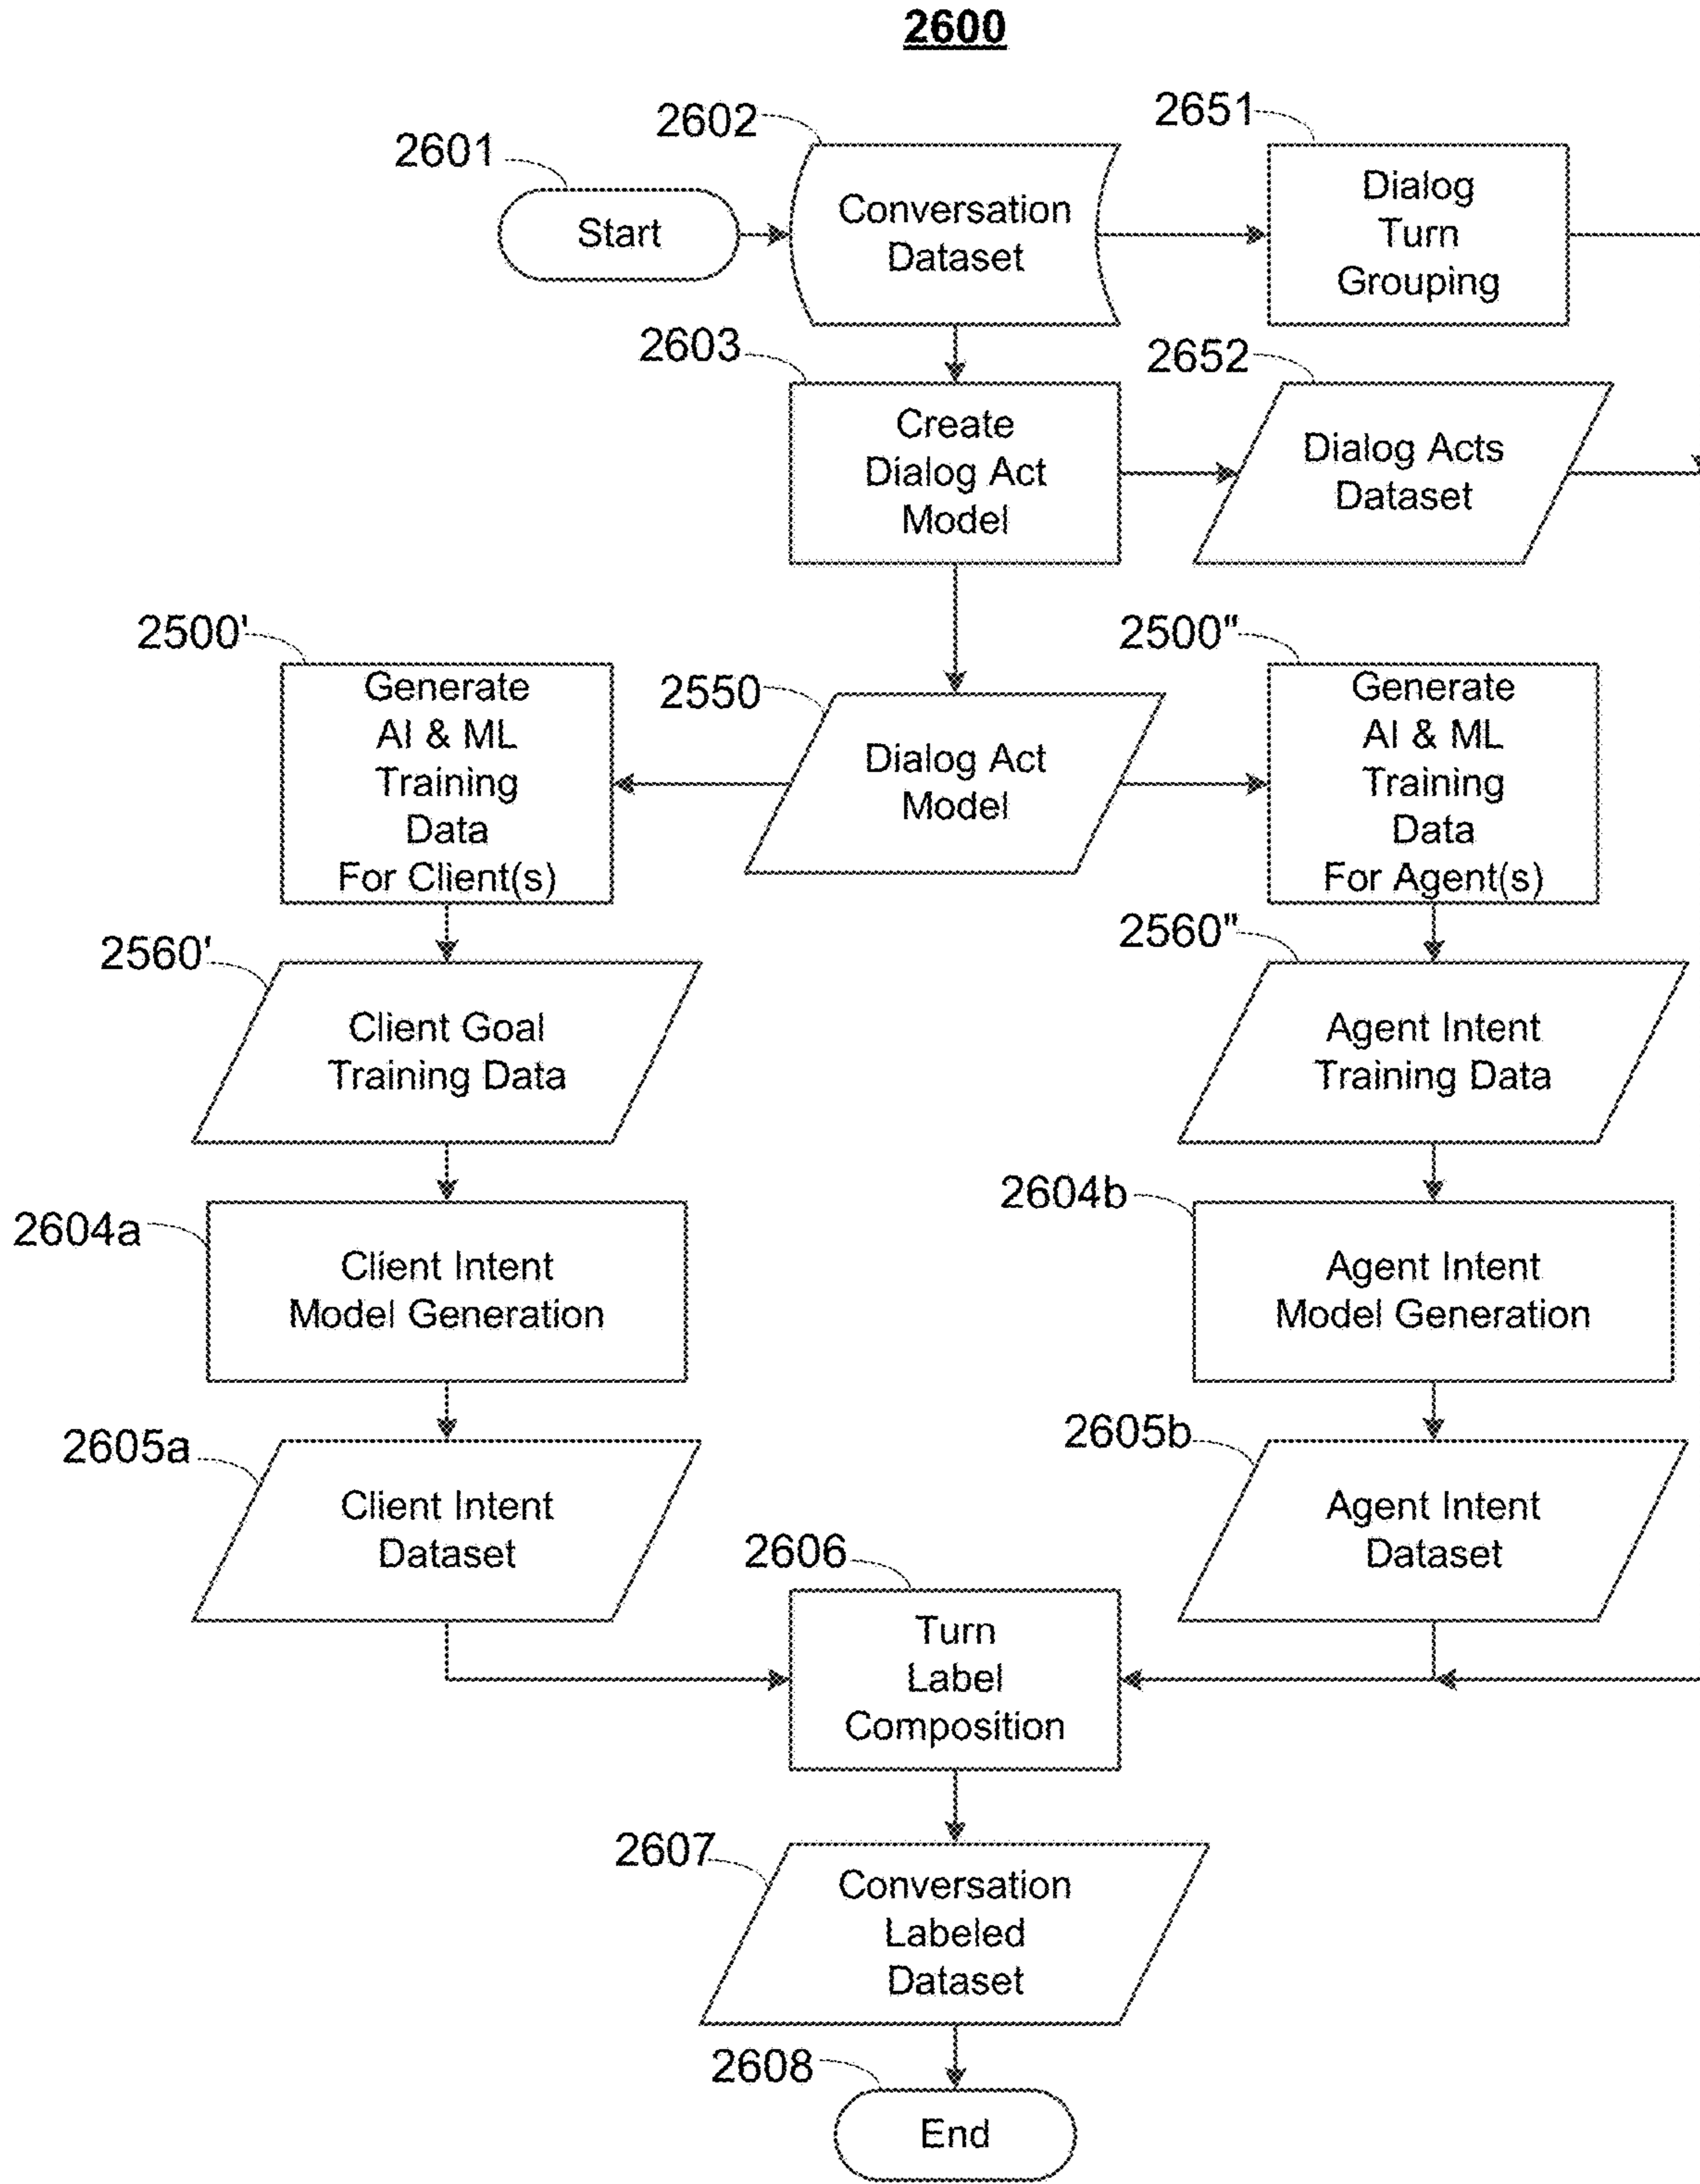 2600
2601
Start
2602
Conversation
Dataset
2651
Dialog
Turn
Grouping
2603
Create
Dialog Act
Model
2652
Dialog Acts
Dataset
2500'
Generate
AI & ML
Training
Data
For Client(s)
2550
Dialog Act
Model
2500"
Generate
AI & ML
Training
Data
For Agent(s)
2560'
Client Goal
Training Data
2560"
Agent Intent
Training Data
2604a
Client Intent
Model Generation
2604b
Agent Intent
Model Generation
2605a
Client Intent
Dataset
2605b
Agent Intent
Dataset
2606
Turn
Label
Composition
2607
Conversation
Labeled
Dataset
2608
End